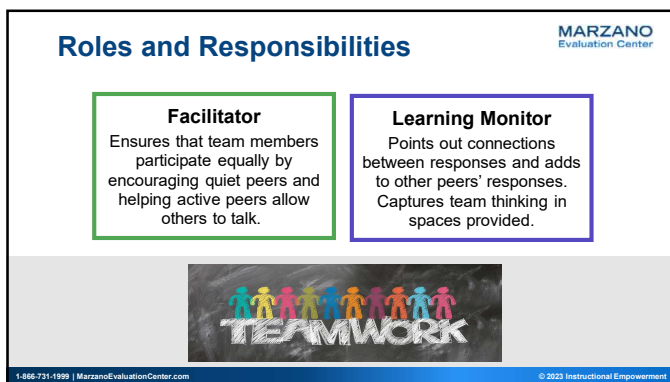 Roles and Responsibilities
MARZANO
Evaluation Center
Facilitator
Ensures that team members
participate equally by
encouraging quiet peers and
helping active peers allow
others to talk.
Learning Monitor
Points out connections
between responses and adds
to other peers’ responses.
Captures team thinking in
spaces provided.
TEAMWORK
1-866-731-1999 | MarzanoEvaluationCenter.com
© 2023 Instructional Empowerment